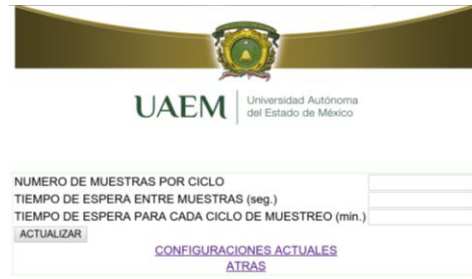 UAEM
Universidad Autónoma
del Estado de México
NUMERO DE MUESTRAS POR CICLO
TIEMPO DE ESPERA ENTRE MUESTRAS (seg.)
TIEMPO DE ESPERA PARA CADA CICLO DE MUESTREO (min.)
ACTUALIZAR
CONFIGURACIONES ACTUALES
ATRAS